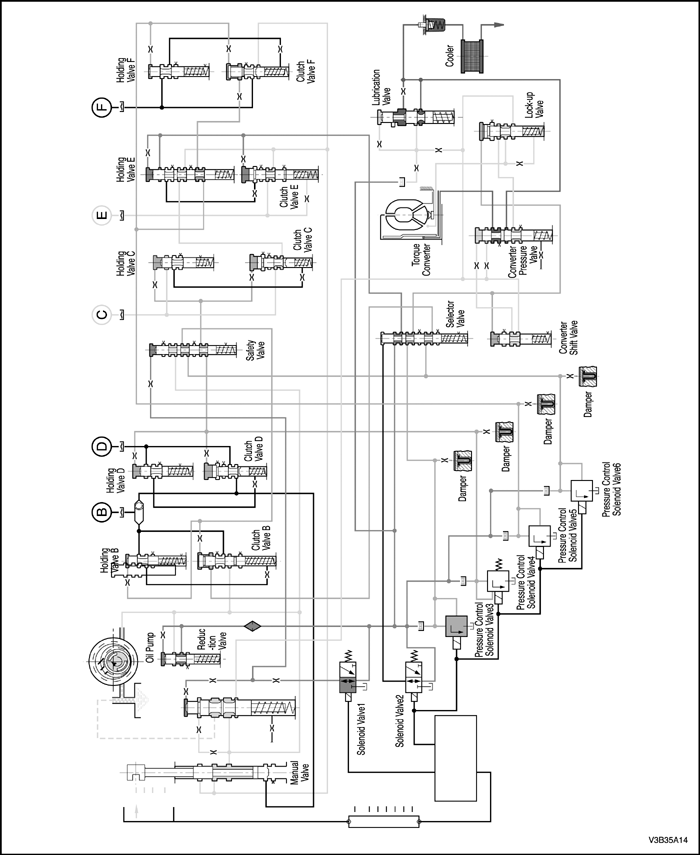 Holding
Valve F
Clutch
Valve F
F
Holding
Valve E
Clutch
Valve E
E
Holding
Valve C
Clutch
Valve C
C
Safety
Valve
D
Holding
Valve D
Clutch
Valve D
B
Holding
Valve B
Clutch
Valve B
Oil Pump
Reduc
-tion
Valve
Manual
Valve
Cooler
Lubrication
Valve
Lock-up
Valve
Torque
Converter
Converter
Pressure
Valve
Selector
Valve
Converter
Shift Valve
Damper
Damper
Damper
Damper
Pressure Control
Solenoid Valve6
Pressure Control
Solenoid Valve5
Pressure Control
Solenoid Valve4
Pressure Control
Solenoid Valve3
Solenoid Valve2
Solenoid Valve1
V3B35A14